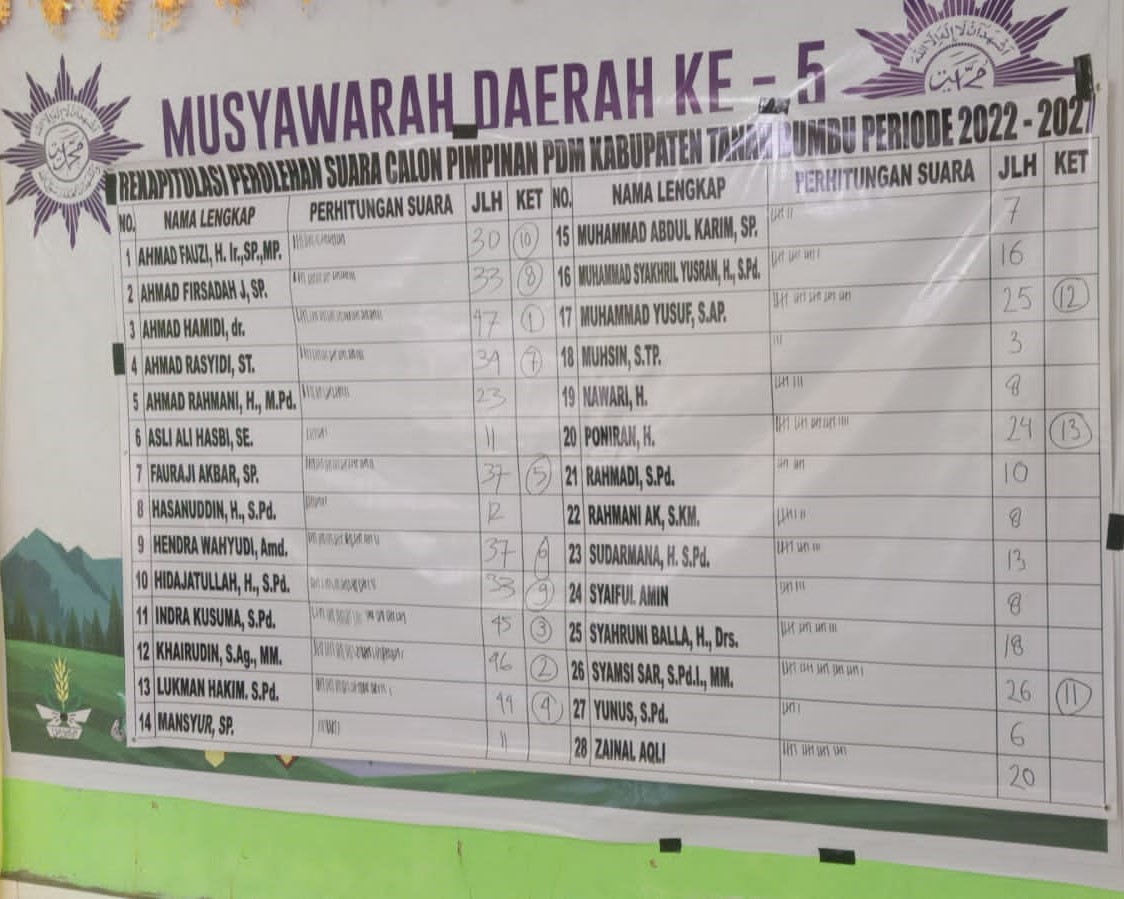 MUSYAWARAH DAERAH KE - 5
REKAPITULASI PEROLEHAN SUARA CALON PIMPINAN PDM KABUPATEN TANAH BUMBU PERIODE 2022 - 2027
NO. NAMA LENGKAP PERHITUNGAN SUARA JLH KET
1 AHMAD FAUZI, H. Ir.,SP.,MP. 30 10
2 AHMAD FIRSADAH J, SP. 33 8
3 AHMAD HAMIDI, dr. 47 1
4 AHMAD RASYIDI, ST. 34 7
5 AHMAD RAHMANI, H., M.Pd. 23
6 ASLI ALI HASBI, SE. 11
7 FAURAJI AKBAR, SP. 37 5
8 HASANUDDIN, H., S.Pd. 12
9 HENDRA WAHYUDI, Amd. 37 6
10 HIDAJATULLAH, H., S.Pd. 33 9
11 INDRA KUSUMA, S.Pd. 45 3
12 KHAIRUDIN, S.Ag., MM. 46 2
13 LUKMAN HAKIM. S.Pd. 44 4
14 MANSYUR, SP. 11
NO. NAMA LENGKAP PERHITUNGAN SUARA JLH KET
15 MUHAMMAD ABDUL KARIM, SP. 7
16 MUHAMMAD SYAKHRIL YUSRAN, H., S.Pd. 16
17 MUHAMMAD YUSUF, S.AP. 25 12
18 MUHSIN, S.TP. 3
19 NAWARI, H. 8
20 PONIRAN, H. 24 13
21 RAHMADI, S.Pd. 10
22 RAHMANI AK, S.KM. 8
23 SUDARMANA, H. S.Pd. 13
24 SYAIFUL AMIN 8
25 SYAHRUNI BALLA, H., Drs. 18
26 SYAMSI SAR, S.Pd.I., MM. 26 11
27 YUNUS, S.Pd. 6
28 ZAINAL AQLI 20